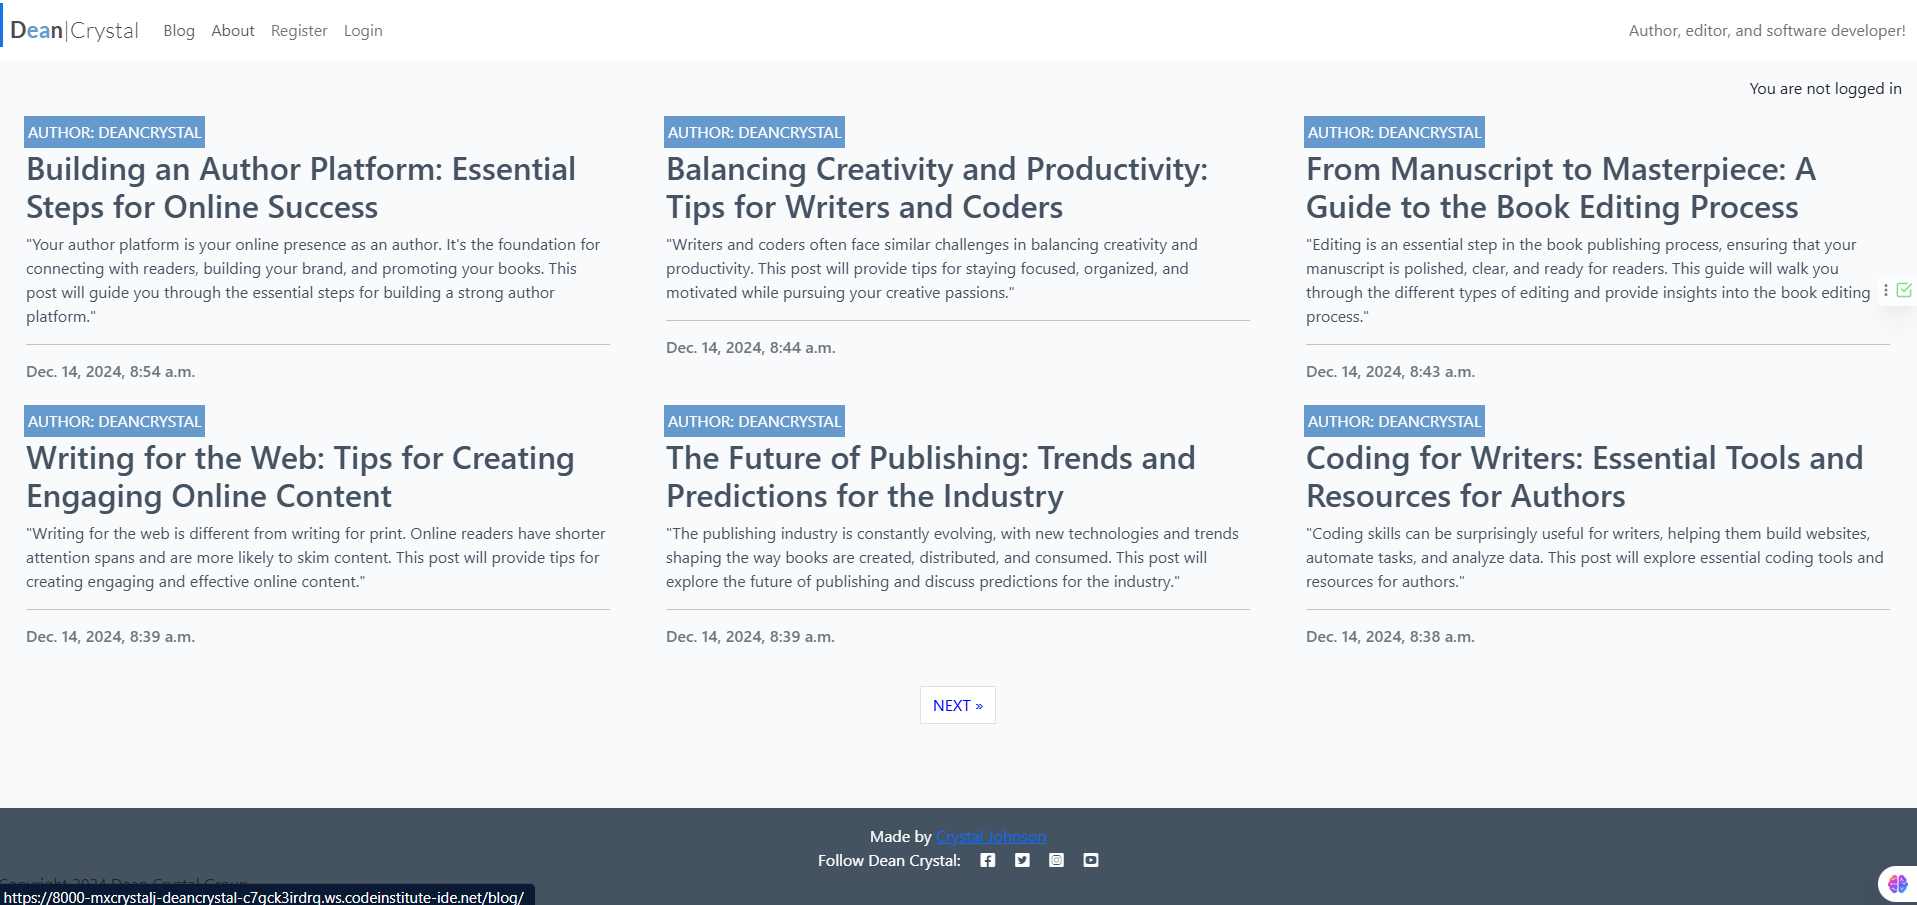 Dean|Crystal Blog About Register Login Author, editor, and software developer!
You are not logged in
AUTHOR: DEANCRYSTAL
Building an Author Platform: Essential
Steps for Online Success
"Your author platform is your online presence as an author. It's the foundation for
connecting with readers, building your brand, and promoting your books. This
post will guide you through the essential steps for building a strong author
platform."
Dec. 14, 2024, 8:54 a.m.
AUTHOR: DEANCRYSTAL
Balancing Creativity and Productivity:
Tips for Writers and Coders
"Writers and coders often face similar challenges in balancing creativity and
productivity. This post will provide tips for staying focused, organized, and
motivated while pursuing your creative passions."
Dec. 14, 2024, 8:44 a.m.
AUTHOR: DEANCRYSTAL
From Manuscript to Masterpiece: A
Guide to the Book Editing Process
"Editing is an essential step in the book publishing process, ensuring that your
manuscript is polished, clear, and ready for readers. This guide will walk you
through the different types of editing and provide insights into the book editing
process."
Dec. 14, 2024, 8:43 a.m.
AUTHOR: DEANCRYSTAL
Writing for the Web: Tips for Creating
Engaging Online Content
"Writing for the web is different from writing for print. Online readers have shorter
attention spans and are more likely to skim content. This post will provide tips for
creating engaging and effective online content."
Dec. 14, 2024, 8:39 a.m.
AUTHOR: DEANCRYSTAL
The Future of Publishing: Trends and
Predictions for the Industry
"The publishing industry is constantly evolving, with new technologies and trends
shaping the way books are created, distributed, and consumed. This post will
explore the future of publishing and discuss predictions for the industry."
Dec. 14, 2024, 8:39 a.m.
AUTHOR: DEANCRYSTAL
Coding for Writers: Essential Tools and
Resources for Authors
"Coding skills can be surprisingly useful for writers, helping them build websites,
automate tasks, and analyze data. This post will explore essential coding tools and
resources for authors."
Dec. 14, 2024, 8:38 a.m.
NEXT »
Made by Crystal Johnson
Follow Dean Crystal:
Copyright 2024 Dean Crystal Group
https://8000-mxcrystalj-deancrystal-c7qck3irdrq.ws.codeinstitute-ide.net/blog/